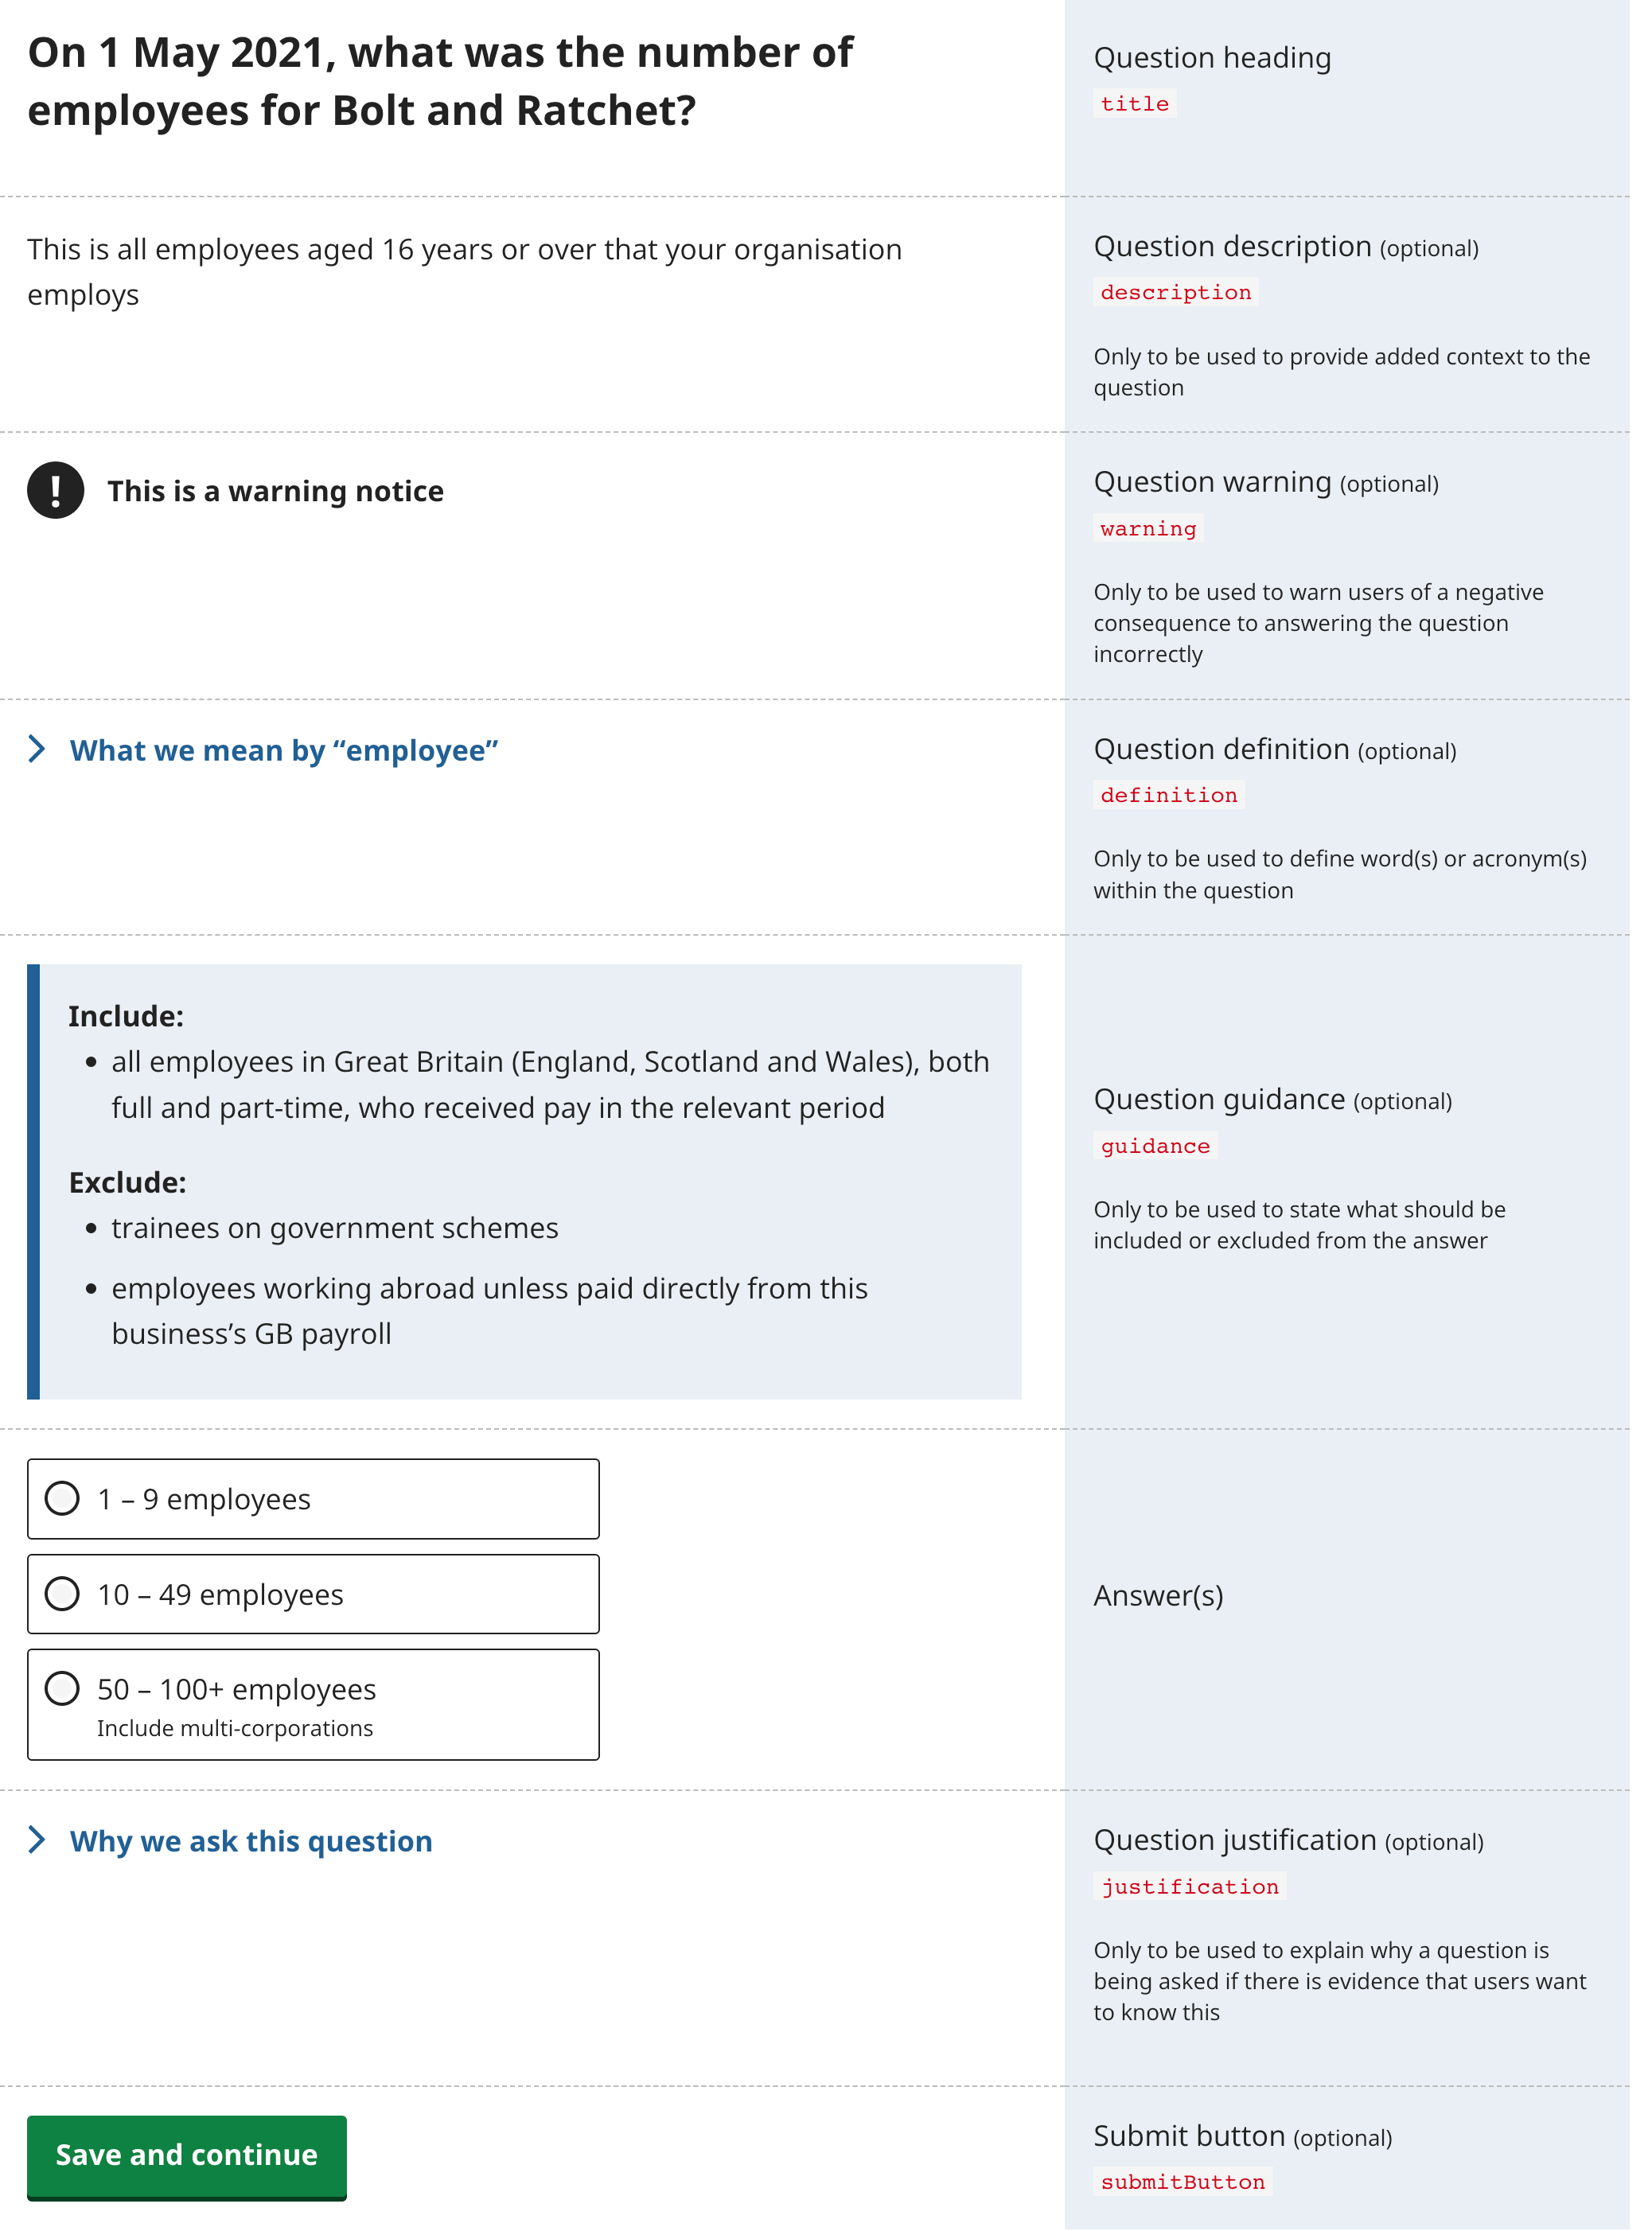 On 1 May 2021, what was the number of
employees for Bolt and Ratchet?
Question heading
title
This is all employees aged 16 years or over that your organisation
employs
Question description (optional)
description
Only to be used to provide added context to the
question
! This is a warning notice
Question warning (optional)
warning
Only to be used to warn users of a negative
consequence to answering the question
incorrectly
What we mean by “employee”
Question definition (optional)
definition
Only to be used to define word(s) or acronym(s)
within the question
Include:
• all employees in Great Britain (England, Scotland and Wales), both
full and part-time, who received pay in the relevant period
Exclude:
• trainees on government schemes
• employees working abroad unless paid directly from this
business’s GB payroll
Question guidance (optional)
guidance
Only to be used to state what should be
included or excluded from the answer
1 – 9 employees
10 – 49 employees
50 – 100+ employees
Include multi-corporations
Answer(s)
Why we ask this question
Question justification (optional)
justification
Only to be used to explain why a question is
being asked if there is evidence that users want
to know this
Save and continue
Submit button (optional)
submitButton